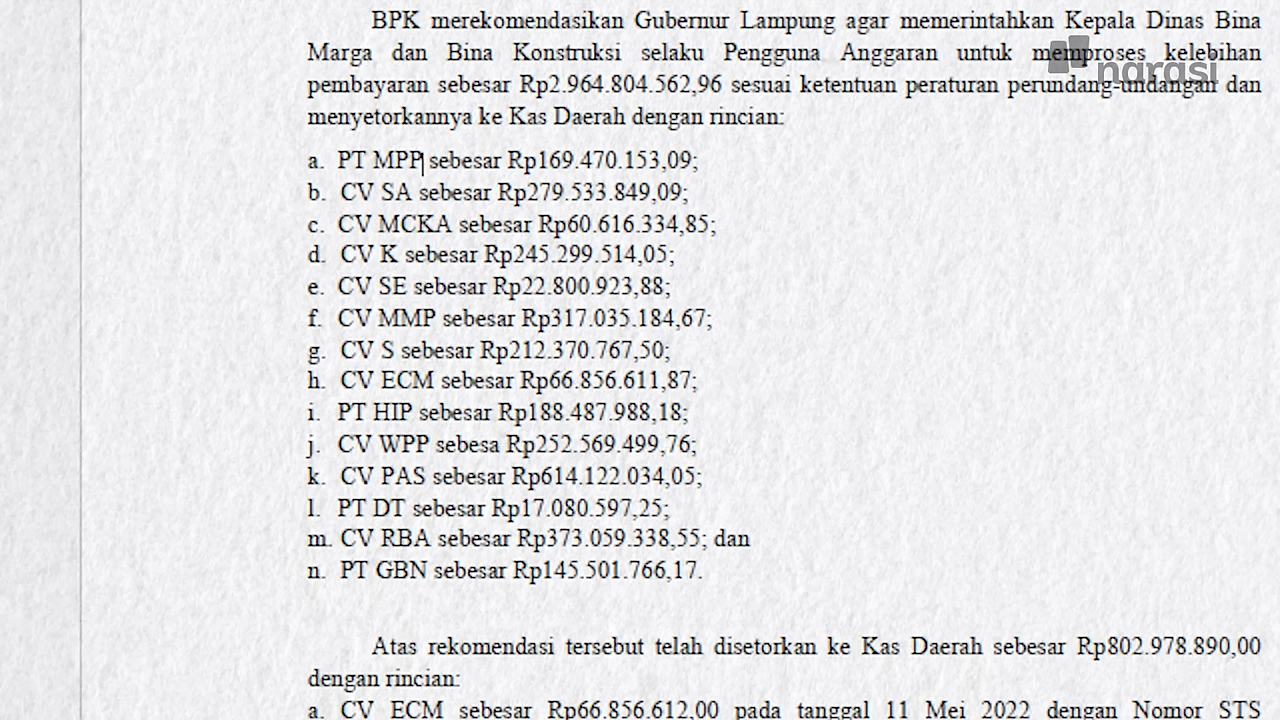 BPK merekomendasikan Gubernur Lampung agar memerintahkan Kepala Dinas Bina
Marga dan Bina Konstruksi selaku Pengguna Anggaran untuk memproses kelebihan
narasi
pembayaran sebesar Rp2.964.804.562,96 sesuai ketentuan peraturan perundang-undangan dan
menyetorkannya ke Kas Daerah dengan rincian:
a. PT MPP sebesar Rp169.470.153,09;
b. CV SA sebesar Rp279.533.849,09;
c. CV MCKA sebesar Rp60.616.334,85;
d. CV K sebesar Rp245.299.514,05;
e. CV SE sebesar Rp22.800.923,88;
f. CV MMP sebesar Rp317.035.184,67;
g. CV S sebesar Rp212.370.767,50;
h. CV ECM sebesar Rp66.856.611,87;
i. PT HIP sebesar Rp188.487.988,18;
j. CV WPP sebesa Rp252.569.499,76;
k. CV PAS sebesar Rp614.122.034,05;
l. PT DT sebesar Rp17.080.597,25;
m. CV RBA sebesar Rp373.059.338,55; dan
n. PT GBN sebesar Rp145.501.766,17.
Atas rekomendasi tersebut telah disetorkan ke Kas Daerah sebesar Rp802.978.890,00
dengan rincian:
a. CV ECM sebesar Rp66.856.612,00 pada tanggal 11 Mei 2022 dengan Nomor STS